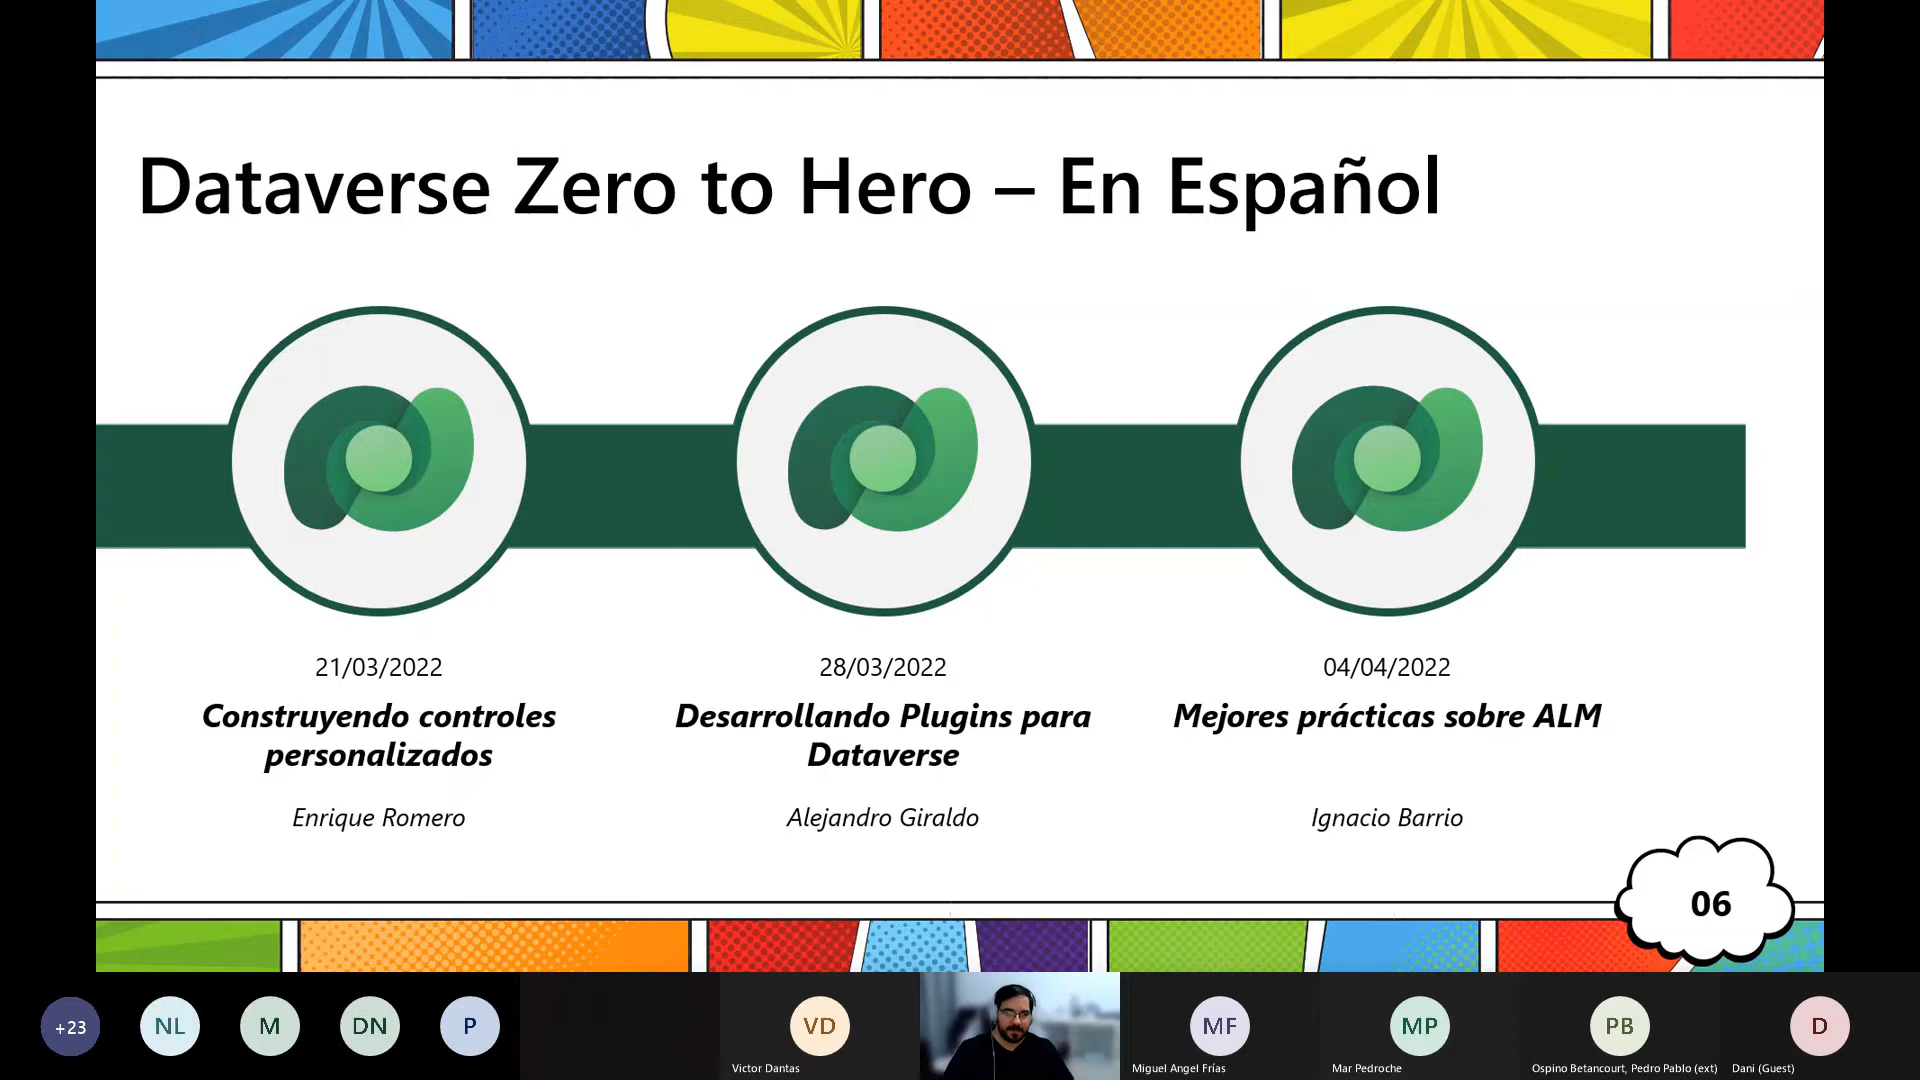 Dataverse Zero to Hero – En Español
21/03/2022
Construyendo controles
personalizados
Enrique Romero
28/03/2022
Desarrollando Plugins para
Dataverse
Alejandro Giraldo
04/04/2022
Mejores prácticas sobre ALM
Ignacio Barrio
06
+23
NL
M
DN
P
VD
Victor Dantas
MF
Miguel Angel Frías
MP
Mar Pedroche
PB
Ospino Betancourt, Pedro Pablo (ext)
D
Dani (Guest)